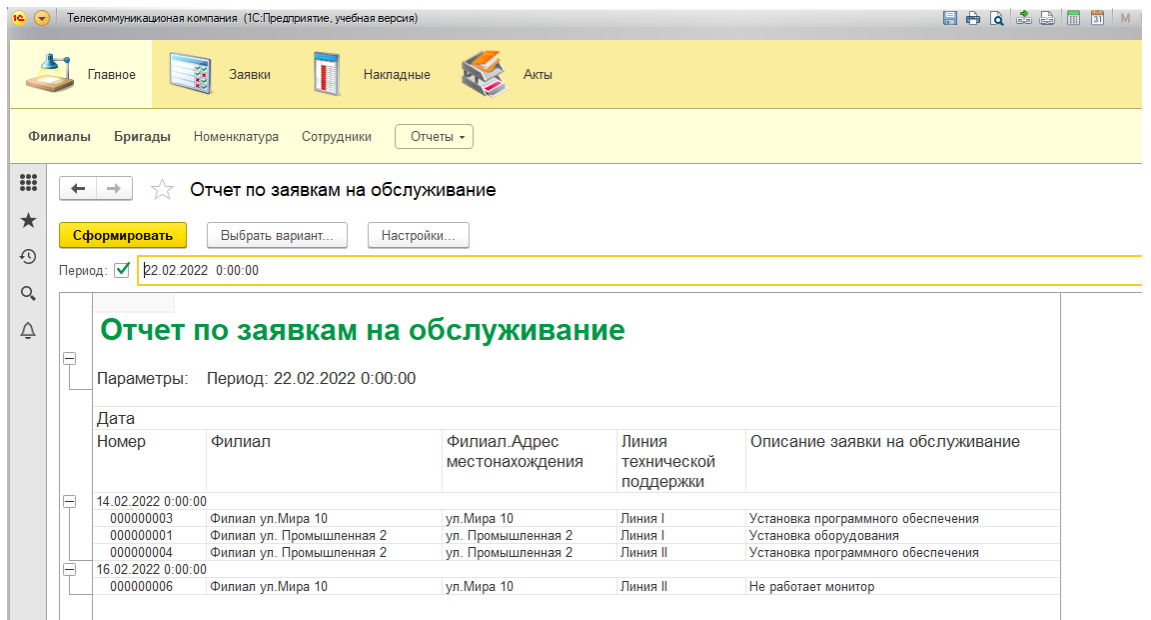 Телекоммуникационая компания (1С:Предприятие, учебная версия)
M
Главное Заявки Накладные Акты
Филиалы Бригады Номенклатура Сотрудники Отчеты
Отчет по заявкам на обслуживание
Сформировать Выбрать вариант... Настройки...
Период: 22.02.2022 0:00:00
Отчет по заявкам на обслуживание
Параметры: Период: 22.02.2022 0:00:00
Дата
Номер Филиал Филиал.Адрес Линия Описание заявки на обслуживание
местонахождения технической
поддержки
14.02.2022 0:00:00
000000003 Филиал ул.Мира 10 ул.Мира 10 Линия I Установка программного обеспечения
000000001 Филиал ул. Промышленная 2 ул. Промышленная 2 Линия I Установка оборудования
000000004 Филиал ул. Промышленная 2 ул. Промышленная 2 Линия II Установка программного обеспечения
16.02.2022 0:00:00
000000006 Филиал ул.Мира 10 ул.Мира 10 Линия II Не работает монитор